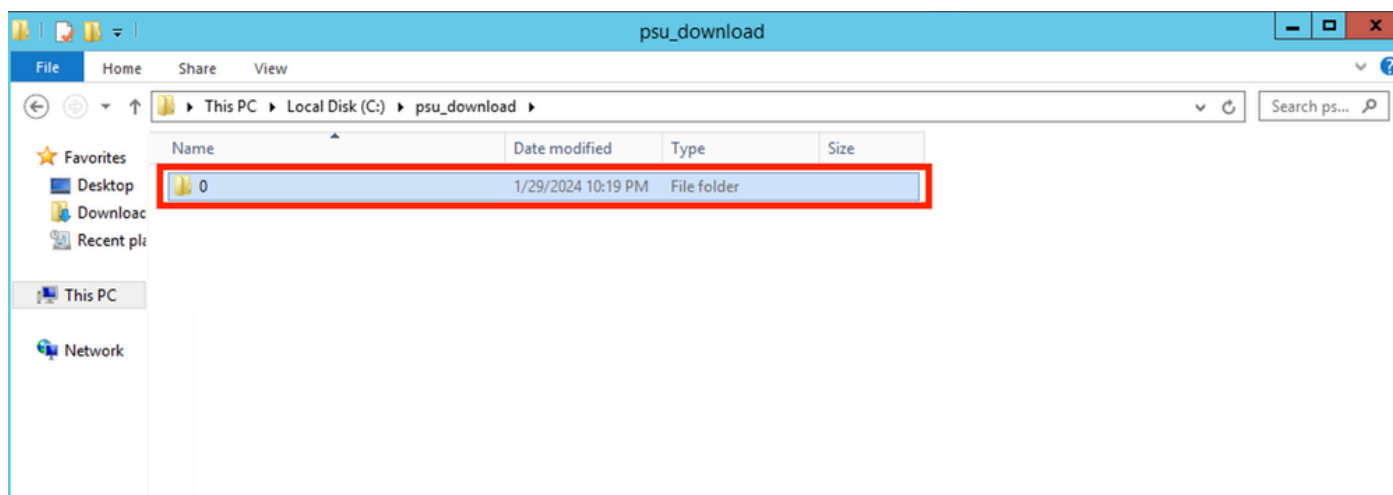 psu_download
File Home Share View
This PC Local Disk (C:) psu_download
Search ps...
Name Date modified Type Size
Favorites
Desktop
0 1/29/2024 10:19 PM File folder
Downloac
Recent pla
This PC
Network